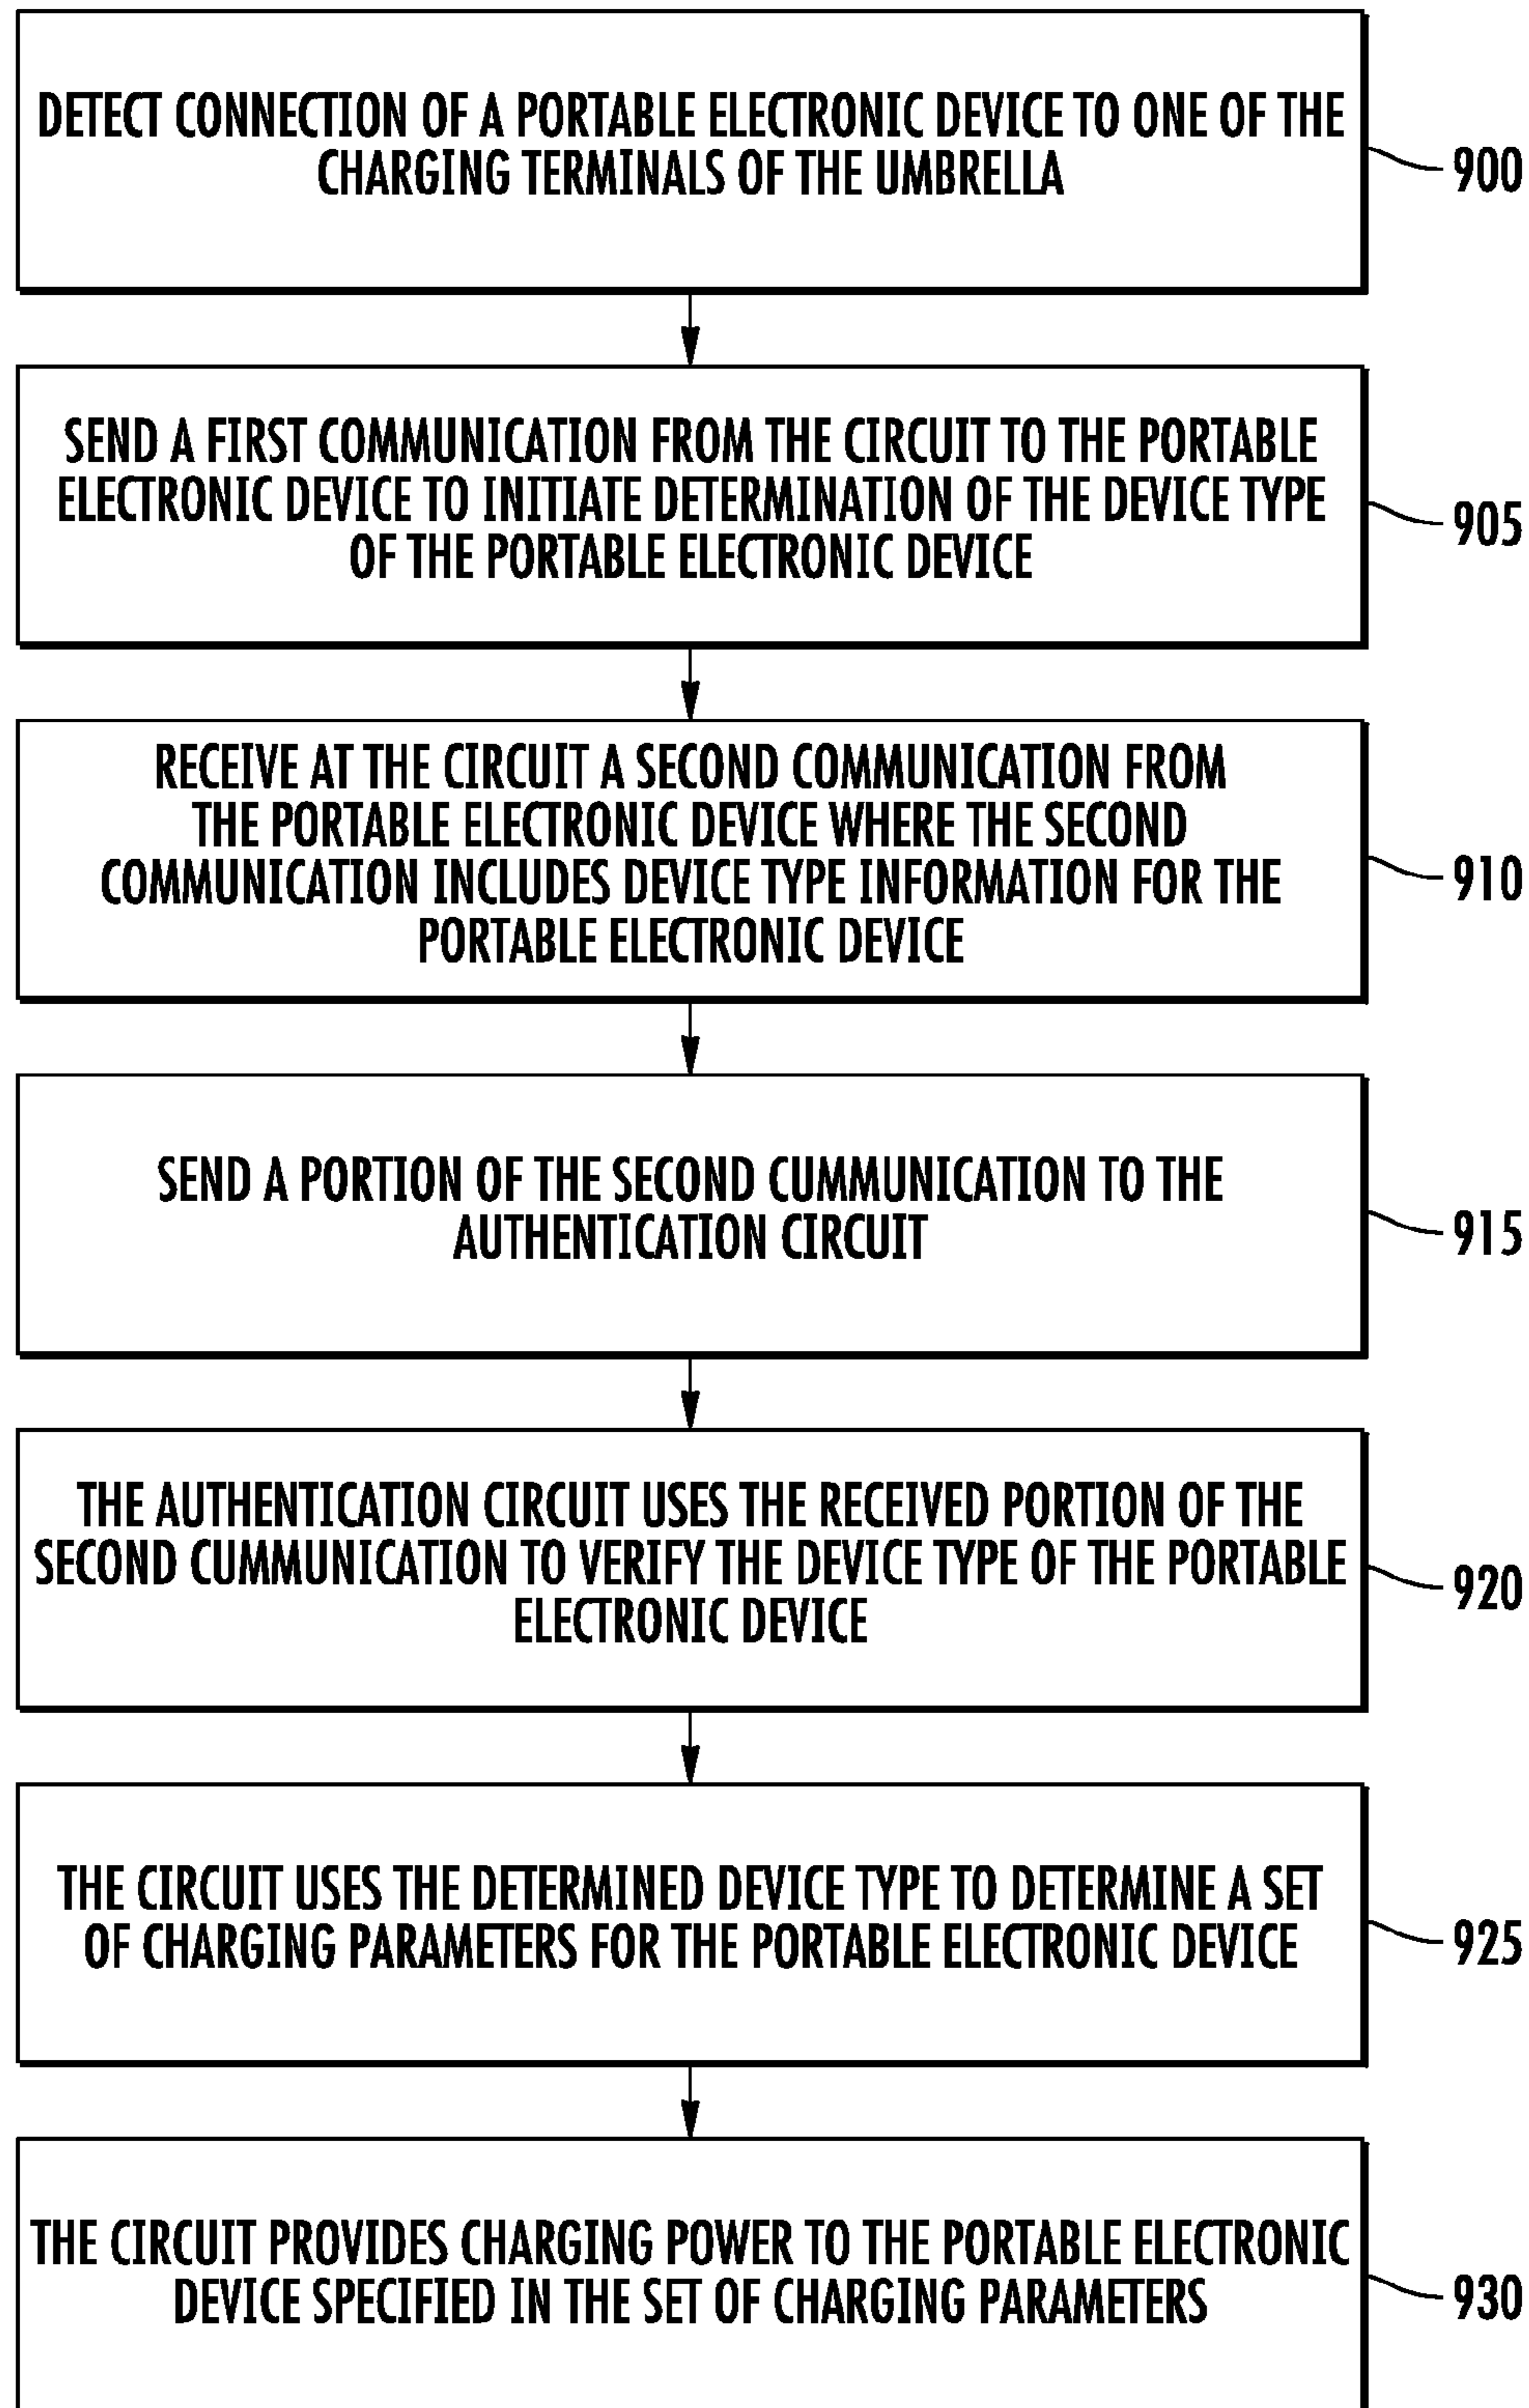 DETECT CONNECTION OF A PORTABLE ELECTRONIC DEVICE TO ONE OF THE
CHARGING TERMINALS OF THE UMBRELLA
900
SEND A FIRST COMMUNICATION FROM THE CIRCUIT TO THE PORTABLE
ELECTRONIC DEVICE TO INITIATE DETERMINATION OF THE DEVICE TYPE
OF THE PORTABLE ELECTRONIC DEVICE
905
RECEIVE AT THE CIRCUIT A SECOND COMMUNICATION FROM
THE PORTABLE ELECTRONIC DEVICE WHERE THE SECOND
COMMUNICATION INCLUDES DEVICE TYPE INFORMATION FOR THE
PORTABLE ELECTRONIC DEVICE
910
SEND A PORTION OF THE SECOND CUMMUNICATION TO THE
AUTHENTICATION CIRCUIT
915
THE AUTHENTICATION CIRCUIT USES THE RECEIVED PORTION OF THE
SECOND CUMMUNICATION TO VERIFY THE DEVICE TYPE OF THE PORTABLE
ELECTRONIC DEVICE
920
THE CIRCUIT USES THE DETERMINED DEVICE TYPE TO DETERMINE A SET
OF CHARGING PARAMETERS FOR THE PORTABLE ELECTRONIC DEVICE
925
THE CIRCUIT PROVIDES CHARGING POWER TO THE PORTABLE ELECTRONIC
DEVICE SPECIFIED IN THE SET OF CHARGING PARAMETERS
930